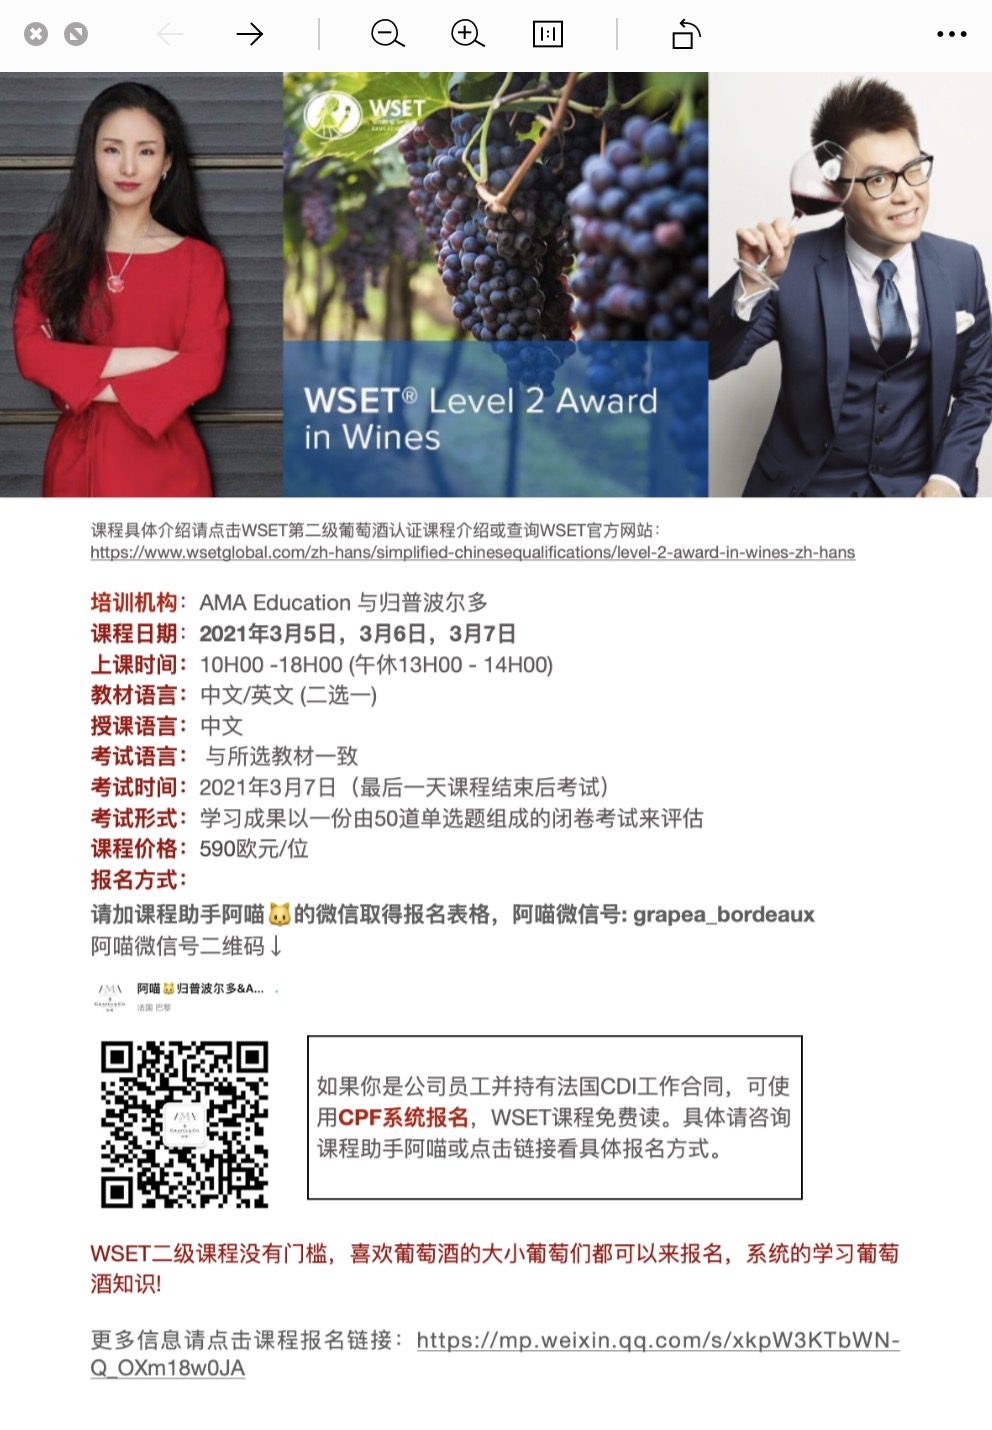 WSET
WSET® Level 2 Award
in Wines
课程具体介绍请点击WSET第二级葡萄酒认证课程介绍或查询WSET官方网站：
https://www.wsetglobal.com/zh-hans/simplified-chinesequalifications/level-2-award-in-wines-zh-hans
培训机构：AMA Education 与归普波尔多
课程日期：2021年3月5日，3月6日，3月7日
上课时间：10H00 -18H00 (午休13H00 - 14H00)
教材语言：中文/英文 (二选一)
授课语言：中文
考试语言： 与所选教材一致
考试时间：2021年3月7日（最后一天课程结束后考试）
考试形式：学习成果以一份由50道单选题组成的闭卷考试来评估
课程价格：590欧元/位
报名方式：
请加课程助手阿喵🐱的微信取得报名表格，阿喵微信号: grapea_bordeaux
阿喵微信号二维码↓
阿喵🐱归普波尔多&A...
法国 巴黎
如果你是公司员工并持有法国CDI工作合同，可使
用CPF系统报名，WSET课程免费读。具体请咨询
课程助手阿喵或点击链接看具体报名方式。
WSET二级课程没有门槛，喜欢葡萄酒的大小葡萄们都可以来报名，系统的学习葡萄
酒知识!
更多信息请点击课程报名链接：https://mp.weixin.qq.com/s/xkpW3KTbWN-
Q_OXm18w0JA